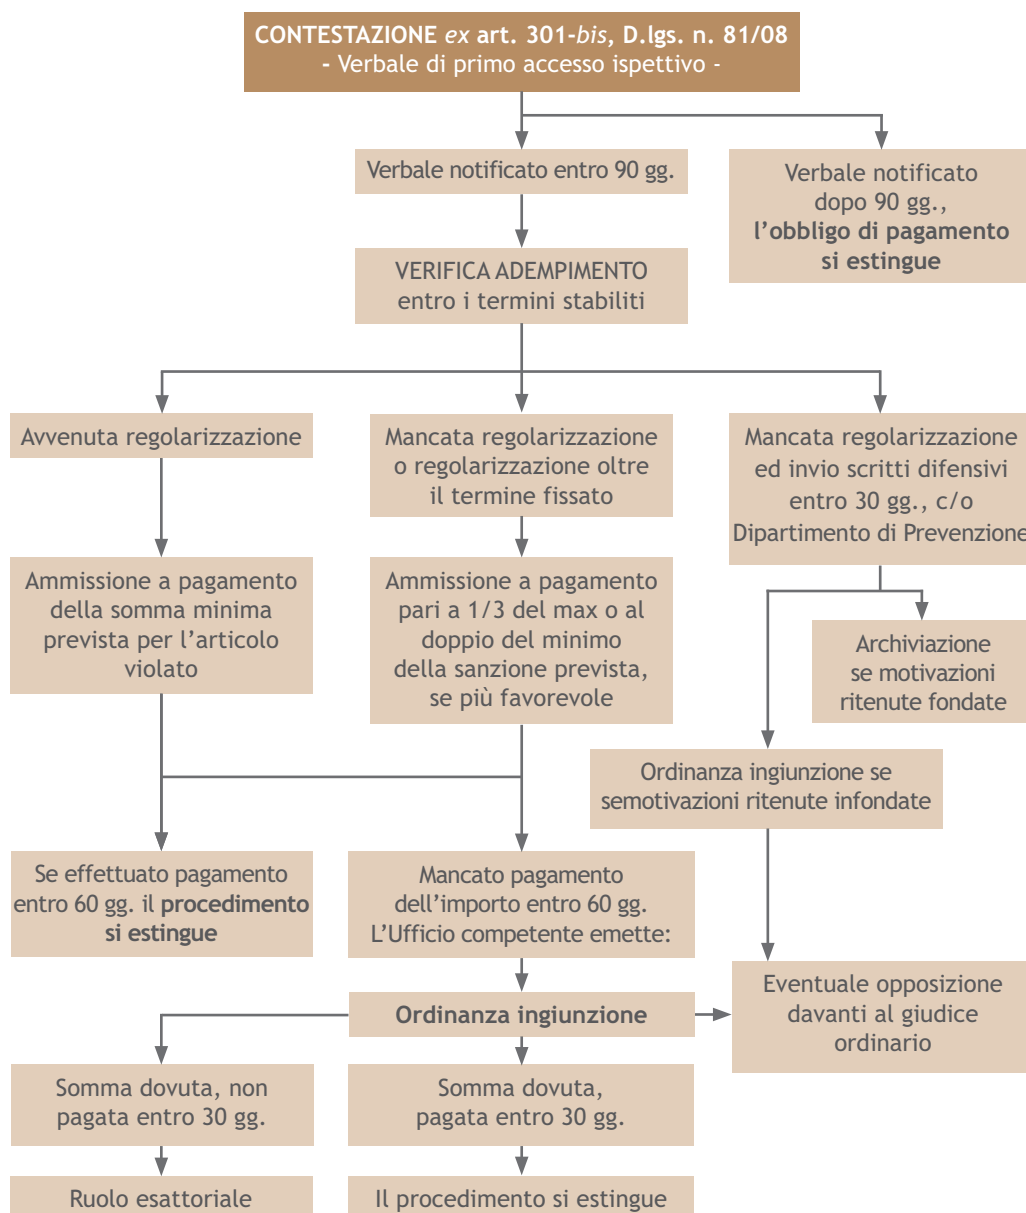 CONTESTAZIONE ex art. 301-bis, D.lgs. n. 81/08
- Verbale di primo accesso ispettivo -
Verbale notificato entro 90 gg.
Verbale notificato
dopo 90 gg.,
l’obbligo di pagamento
si estingue
VERIFICA ADEMPIMENTO
entro i termini stabiliti
Avvenuta regolarizzazione
Mancata regolarizzazione
o regolarizzazione oltre
il termine fissato
Mancata regolarizzazione
ed invio scritti difensivi
entro 30 gg., c/o
Dipartimento di Prevenzione
Ammissione a pagamento
della somma minima
prevista per l’articolo
violato
Ammissione a pagamento
pari a 1/3 del max o al
doppio del minimo
della sanzione prevista,
se più favorevole
Archiviazione
se motivazioni
ritenute fondate
Ordinanza ingiunzione se
semotivazioni ritenute infondate
Se effettuato pagamento
entro 60 gg. il procedimento
si estingue
Mancato pagamento
dell’importo entro 60 gg.
L’Ufficio competente emette:
Eventuale opposizione
davanti al giudice
ordinario
Ordinanza ingiunzione
Somma dovuta, non
pagata entro 30 gg.
Somma dovuta,
pagata entro 30 gg.
Ruolo esattoriale
Il procedimento si estingue